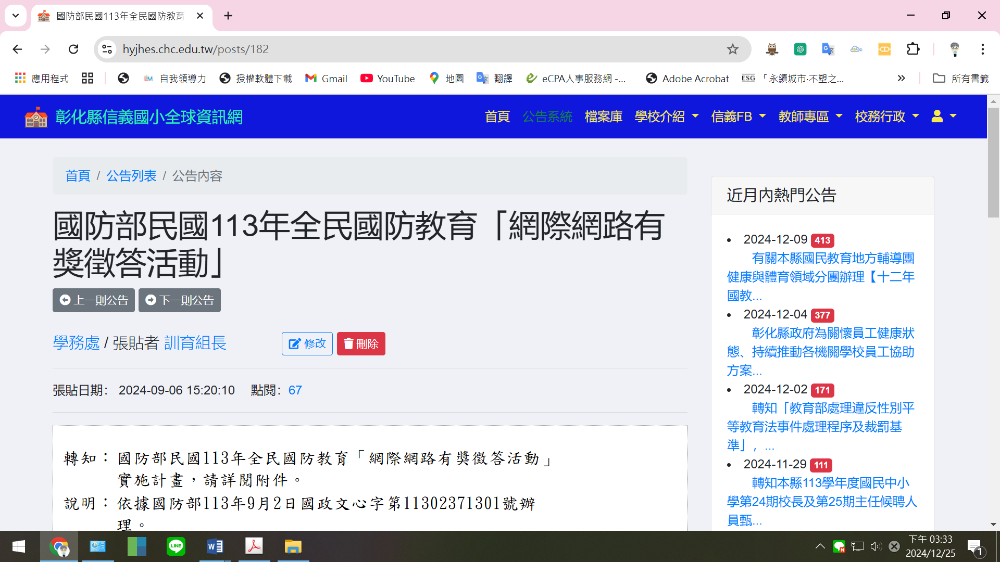 國防部民國113年全民國防教育
hyjhes.chc.edu.tw/posts/182
應用程式
自我領導力
授權軟體下載
Gmail
YouTube
地圖
翻譯
eCPA人事服務網 -...
Adobe Acrobat
ESG
「永續城市‧不塑之...
所有書籤
彰化縣信義國小全球資訊網
首頁
公告系統
檔案庫
學校介紹
信義FB
教師專區
校務行政
首頁 / 公告列表 / 公告內容
國防部民國113年全民國防教育「網際網路有
獎徵答活動」
上一則公告
下一則公告
學務處 / 張貼者 訓育組長
修改
刪除
張貼日期： 2024-09-06 15:20:10 點閱：67
轉知：國防部民國113年全民國防教育「網際網路有獎徵答活動」
實施計畫，請詳閱附件。
說明：依據國防部113年9月2日國政文心字第11302371301號辦
理。
近月內熱門公告
2024-12-09 413
有關本縣國民教育地方輔導團
健康與體育領域分團辦理【十二年
國教...
2024-12-04 377
彰化縣政府為關懷員工健康狀
態、持續推動各機關學校員工協助
方案...
2024-12-02 171
轉知「教育部處理違反性別平
等教育法事件處理程序及裁罰基
準」，...
2024-11-29 111
轉知本縣113學年度國民中小
學第24期校長及第25期主任候聘人
員甄...
LINE
下午 03:33
2024/12/25
1